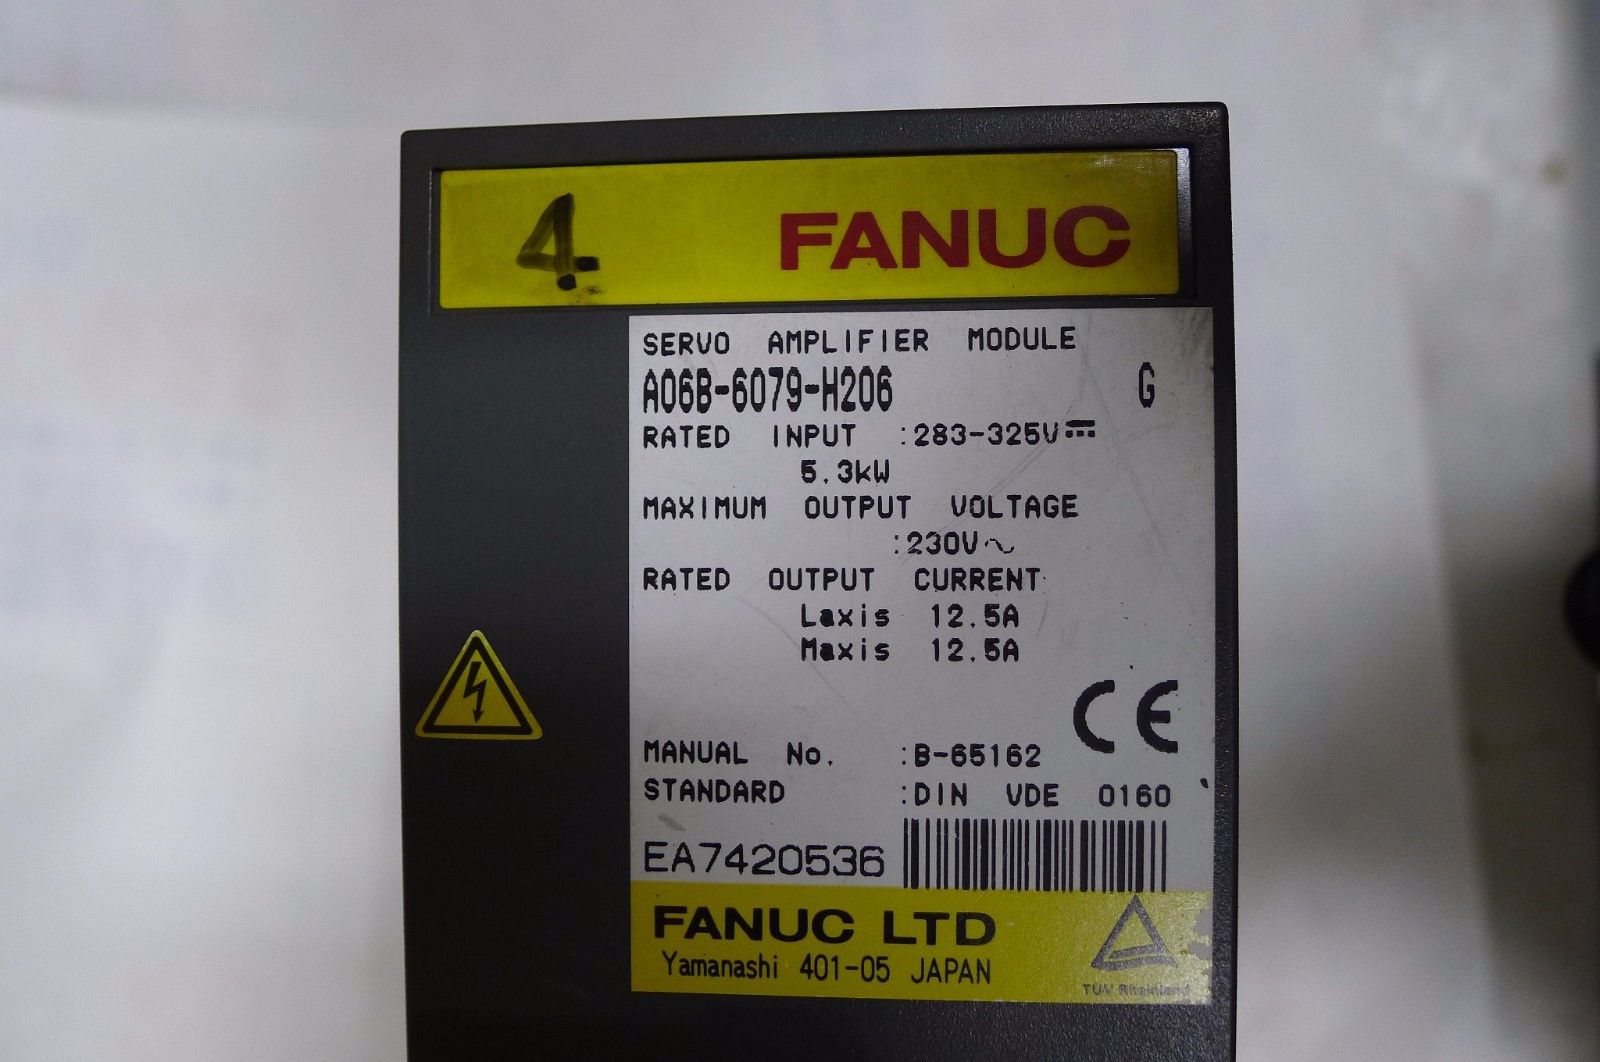 4
FANUC
SERVO AMPLIFIER MODULE
A06B-6079-H206 G
RATED INPUT :283-325V
5.3kW
MAXIMUM OUTPUT VOLTAGE
:230V~
RATED OUTPUT CURRENT
Laxis 12.5A
Maxis 12.5A
CE
MANUAL No. :B-65162
STANDARD :DIN VDE 0160
EA7420536
FANUC LTD
Yamanashi 401-05 JAPAN
TÜV Rheinland